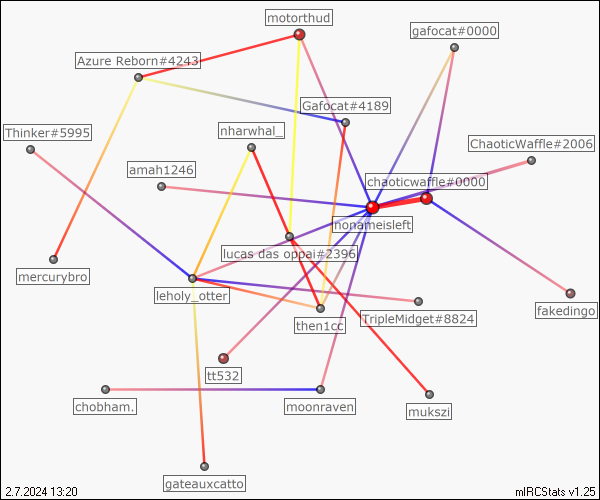 motorthud
gafocat#0000
Azure Reborn#4243
Gafocat#4189
Thinker#5995
nharwhal_
ChaoticWaffle#2006
amah1246
chaoticwaffle#0000
nonameisleft
lucas das oppai#2396
mercurybro
leholy_otter
fakedingo
then1cc
TripleMidget#8824
tt532
chobham.
moonraven
mukszi
gateauxcatto
2.7.2024 13:20
mIRCStats v1.25